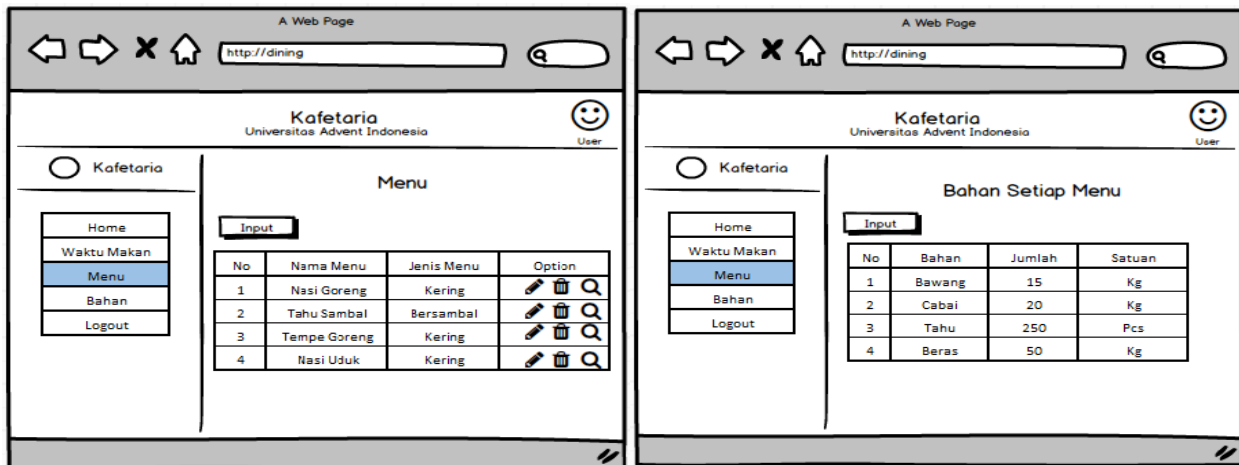 A Web Page
http://dining
Kafetaria
Universitas Advent Indonesia
User
Kafetaria
Menu
Home
Waktu Makan
Menu
Bahan
Logout
Input
No Nama Menu Jenis Menu Option
1 Nasi Goreng Kering
2 Tahu Sambal Bersambal
3 Tempe Goreng Kering
4 Nasi Uduk Kering
A Web Page
http://dining
Kafetaria
Universitas Advent Indonesia
User
Kafetaria
Bahan Setiap Menu
Home
Waktu Makan
Menu
Bahan
Logout
Input
No Bahan Jumlah Satuan
1 Bawang 15 Kg
2 Cabai 20 Kg
3 Tahu 250 Pcs
4 Beras 50 Kg